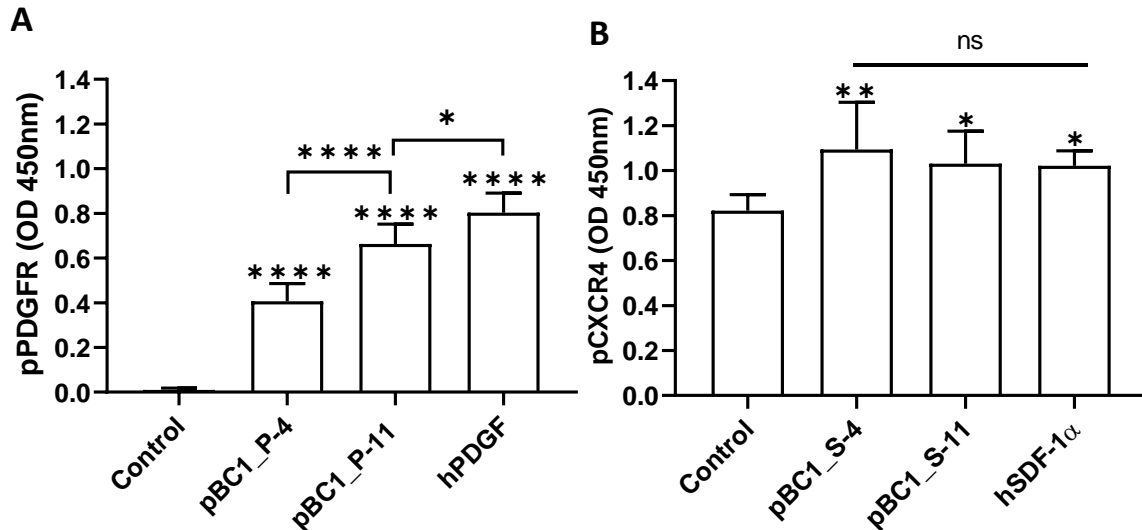 A
pPDGFR (OD 450nm)
1.4
1.2
1.0
0.8
0.6
0.4
0.2
0.0
*
****
****
****
****
Control
pBC1_P-4
pBC1_P-11
hPDGF
B
ns
pCXCR4 (OD 450nm)
1.4
1.2
1.0
0.8
0.6
0.4
0.2
0.0
**
*
*
Control
pBC1_S-4
pBC1_S-11
hSDF-1α